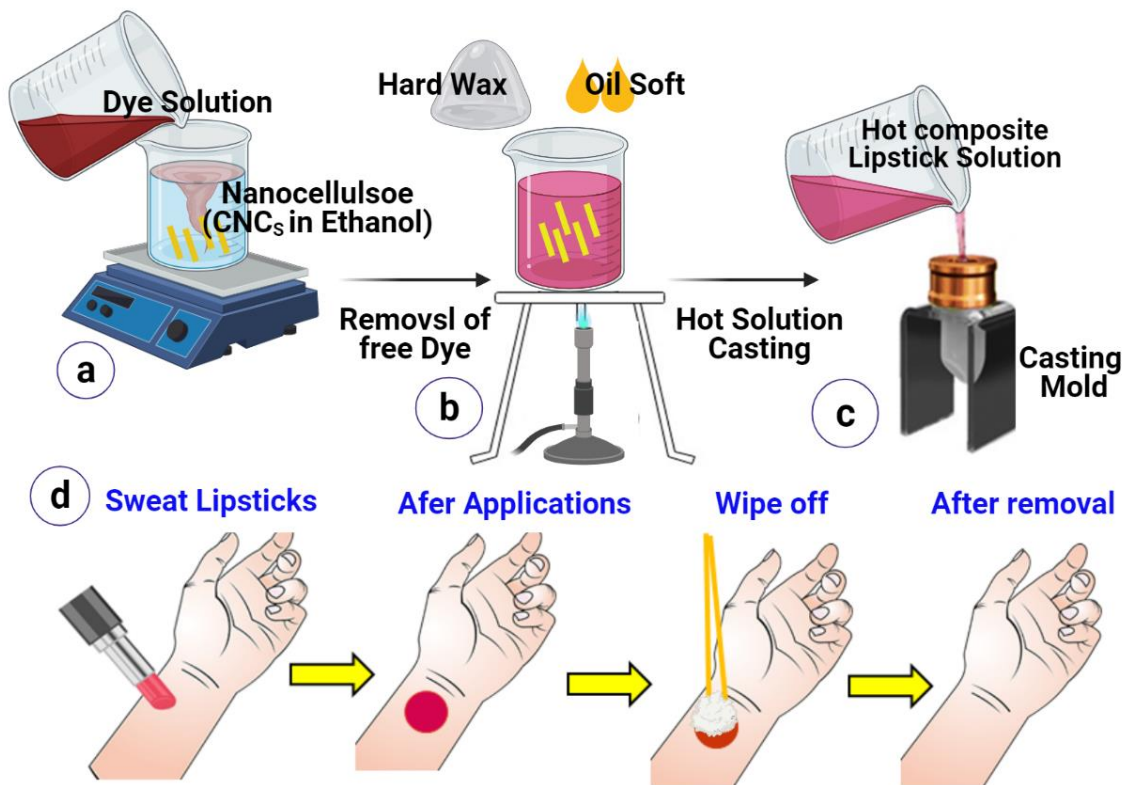 Dye Solution
Nanocellulsoe
(CNCs in Ethanol)
a
Removsl of
free Dye
Hard Wax
Oil Soft
b
Hot Solution
Casting
Hot composite
Lipstick Solution
Casting
Mold
c
d
Sweat Lipsticks
Afer Applications
Wipe off
After removal